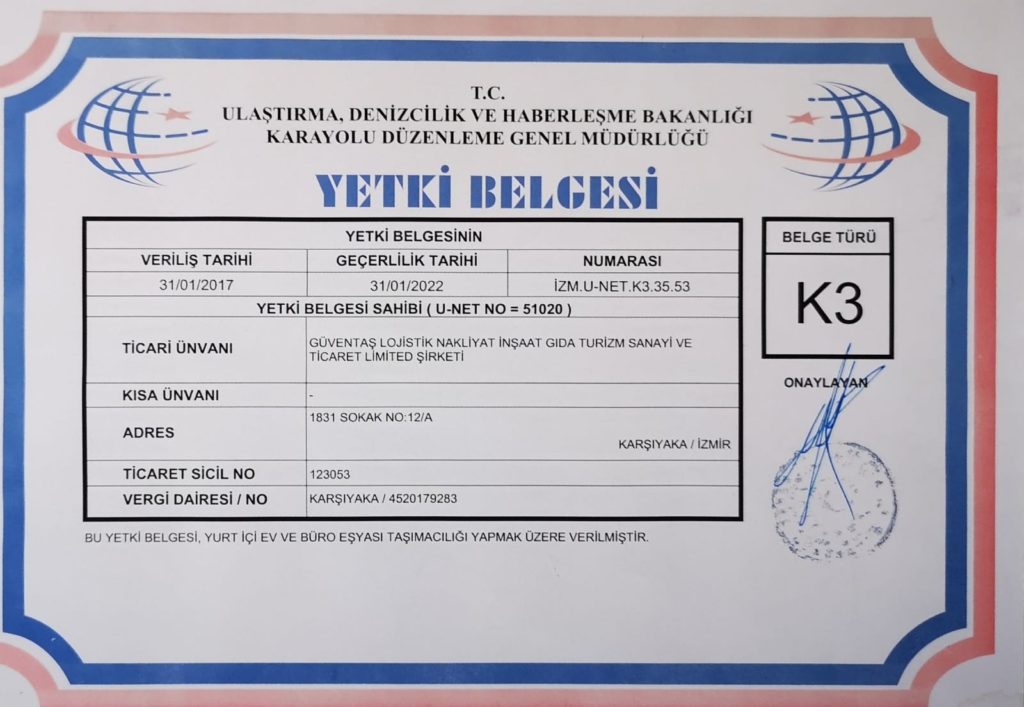 T.C.
ULAŞTIRMA, DENİZCİLİK VE HABERLEŞME BAKANLIĞI
KARAYOLU DÜZENLEME GENEL MÜDÜRLÜĞÜ
YETKİ BELGESİ
YETKİ BELGESİNİN
VERİLİŞ TARİHİ GEÇERLİLİK TARİHİ NUMARASI
31/01/2017 31/01/2022 İZM.U-NET.K3.35.53
YETKİ BELGESİ SAHİBİ ( U-NET NO = 51020 )
TİCARİ ÜNVANI
GÜVENTAŞ LOJİSTİK NAKLİYAT İNŞAAT GIDA TURİZM SANAYİ VE
TİCARET LİMİTED ŞİRKETİ
KISA ÜNVANI -
ADRES
1831 SOKAK NO:12/A
KARŞIYAKA / İZMİR
TİCARET SİCİL NO 123053
VERGİ DAİRESİ / NO KARŞIYAKA / 4520179283
BELGE TÜRÜ
K3
ONAYLAYAN
BU YETKİ BELGESİ, YURT İÇİ EV VE BÜRO EŞYASI TAŞIMACILIĞI YAPMAK ÜZERE VERİLMİŞTİR.